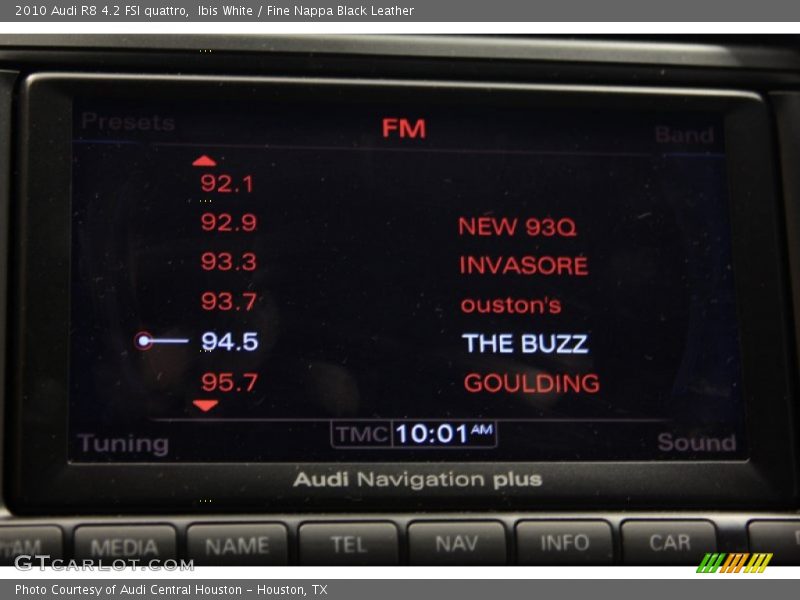 2010 Audi R8 4.2 FSI quattro,  Ibis White / Fine Nappa Black Leather
Presets FM Band
92.1
92.9 NEW 93Q
93.3 INVASORE
93.7 ouston's
94.5 THE BUZZ
95.7 GOULDING
Tuning TMC 10:01 AM Sound
Audi Navigation plus
MEDIA NAME TEL NAV INFO CAR
GTCARLOT.COM
Photo Courtesy of Audi Central Houston - Houston, TX